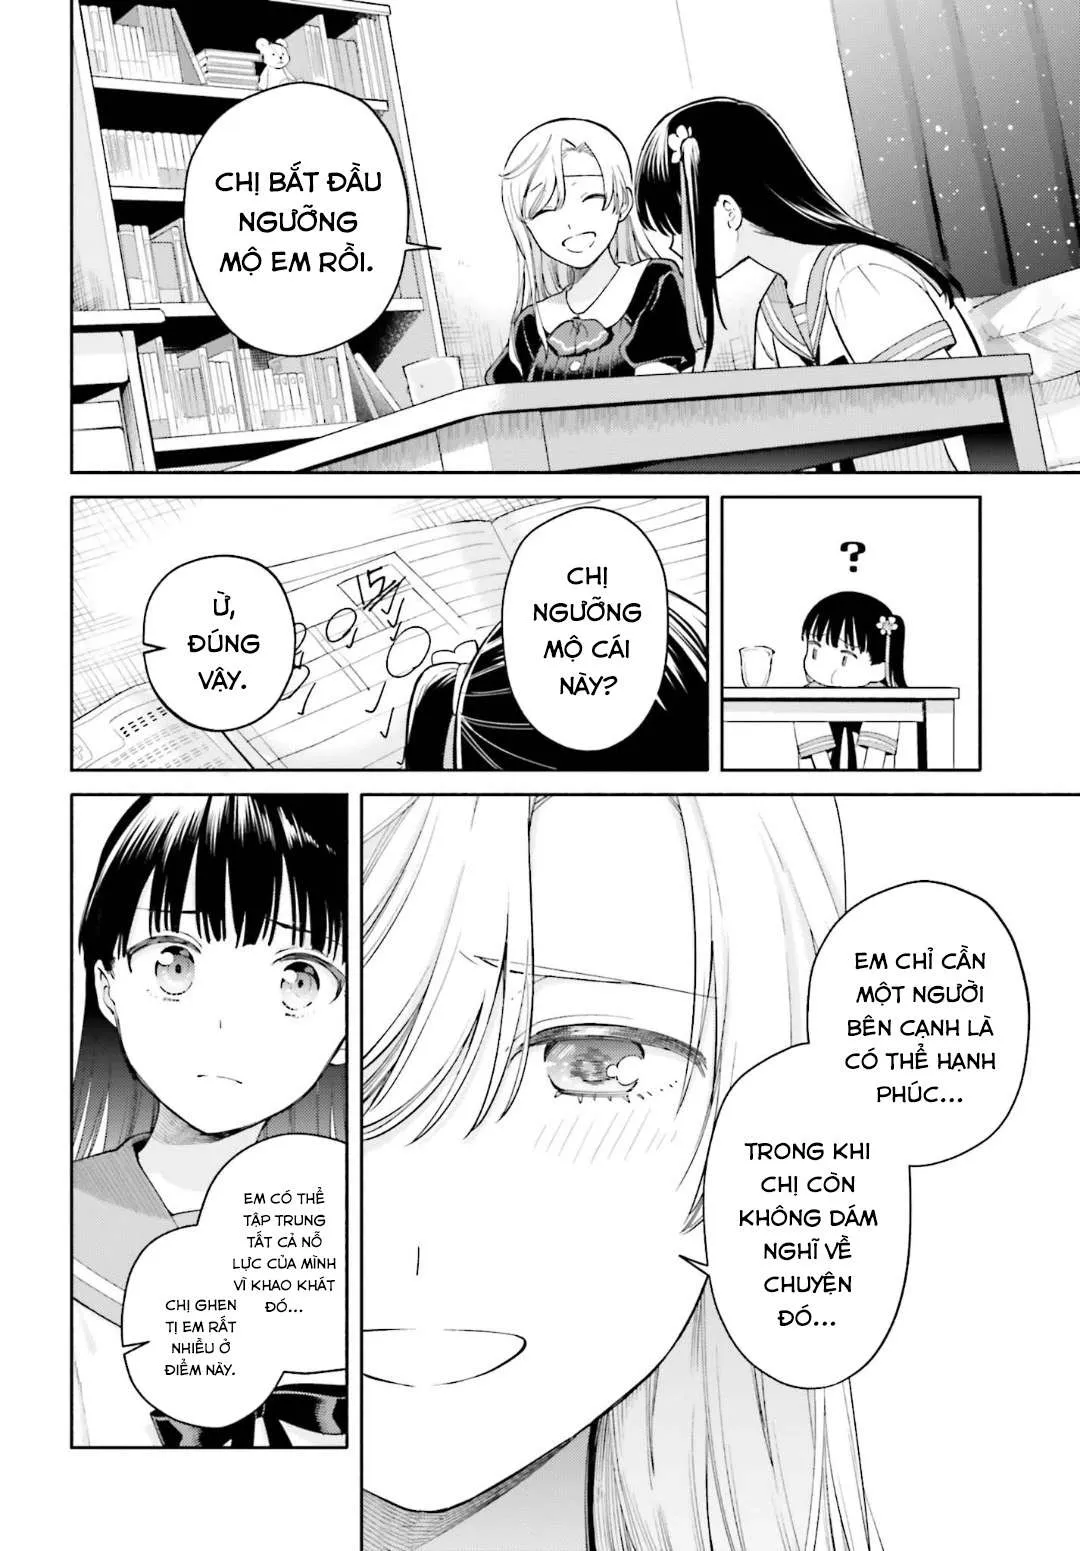 CHỊ BẮT ĐẦU
NGƯỠNG
MỘ EM RỒI.
?
CHỊ
NGƯỠNG
MỘ CÁI
NÀY?
15
Ừ,
ĐÚNG
VẬY.
EM CHỈ CẦN
MỘT NGƯỜI
BÊN CẠNH LÀ
CÓ THỂ HẠNH
PHÚC...
TRONG KHI
CHỊ CÒN
KHÔNG DÁM
NGHĨ VỀ
CHUYỆN
ĐÓ...
EM CÓ THỂ
TẬP TRUNG
TẤT CẢ NỖ
LỰC CỦA MÌNH
VÌ KHAO KHÁT
ĐÓ...
CHỊ GHEN
TỊ EM RẤT
NHIỀU Ở
ĐIỂM NÀY.